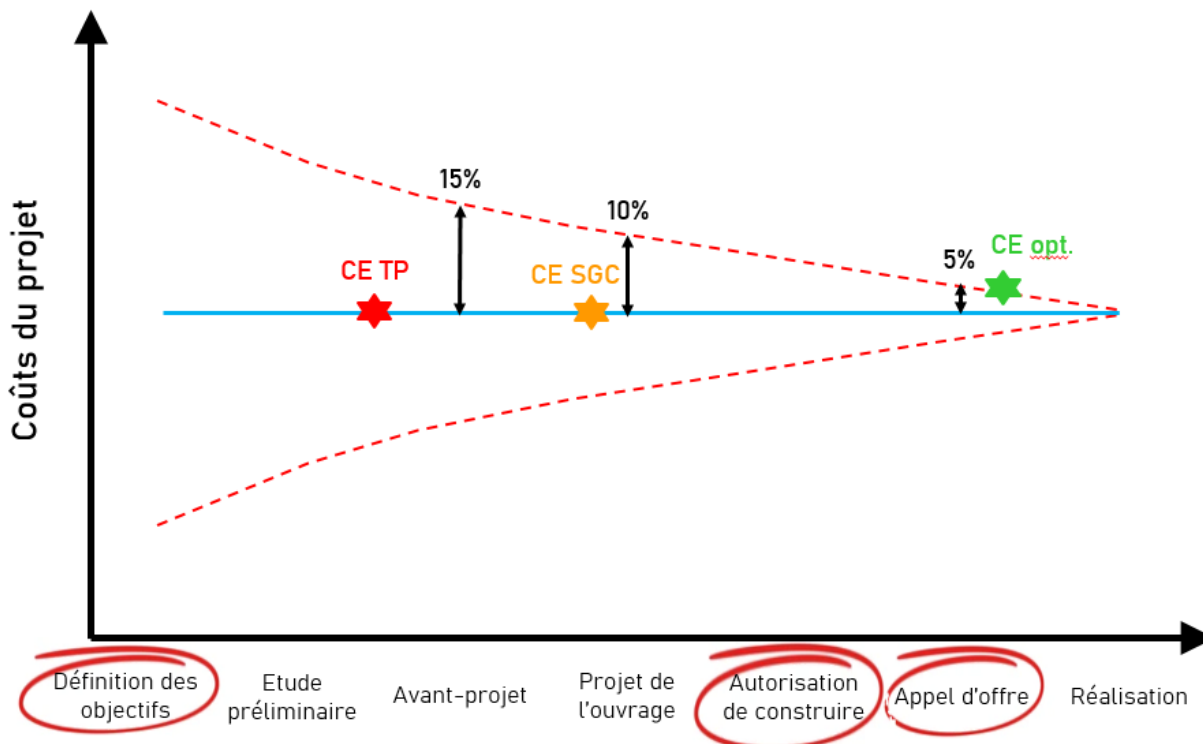 Coûts du projet
15%
10%
CE TP
CE SGC
5%
CE opt.
Définition des
objectifs
Etude
préliminaire
Avant-projet
Projet de
l'ouvrage
Autorisation
de construire
Appel d'offre
Réalisation